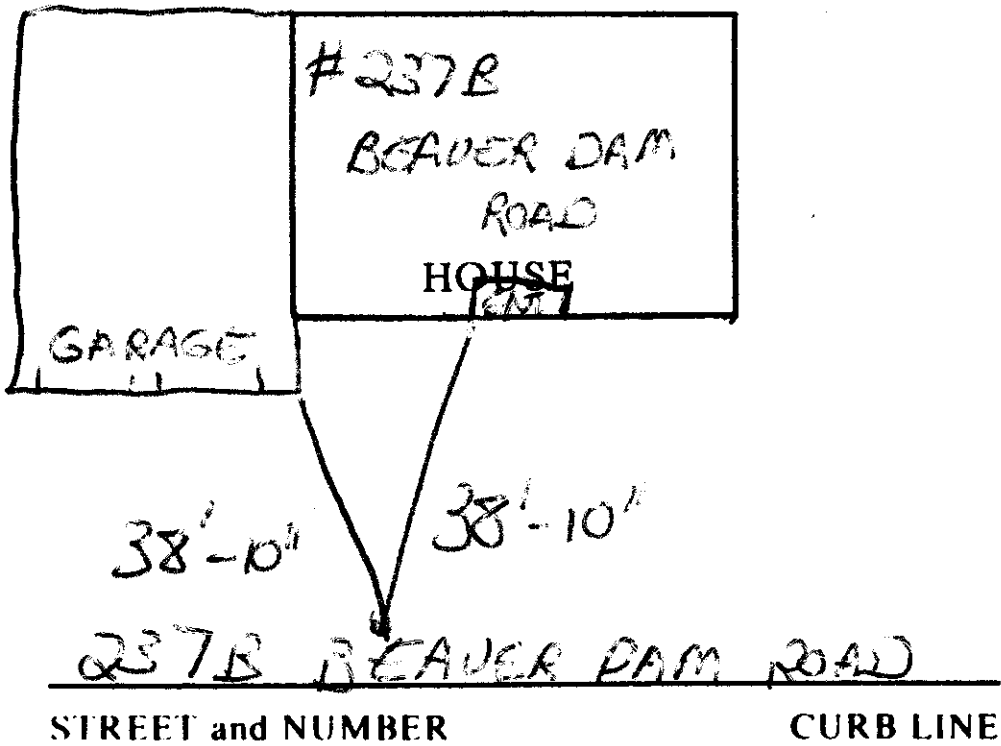 #237B
BEAVER DAM
ROAD
HOUSE
ENT
GARAGE
38'-10" 38'-10"
237B BEAVER DAM ROAD
STREET and NUMBER CURB LINE